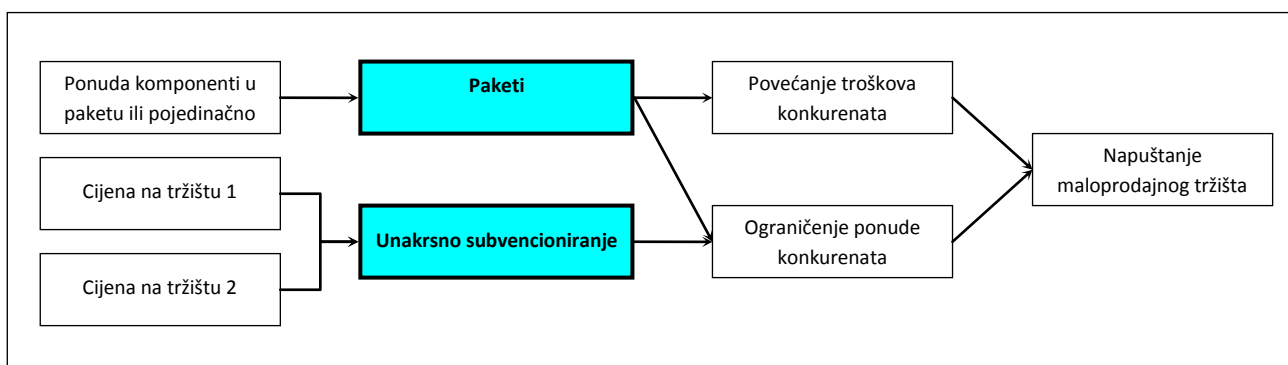 Ponuda komponenti u
paketu ili pojedinačno
Paketi
Povećanje troškova
konkurenata
Napuštanje
maloprodajnog tržišta
Cijena na tržištu 1
Unakrsno subvencioniranje
Ograničenje ponude
konkurenata
Cijena na tržištu 2